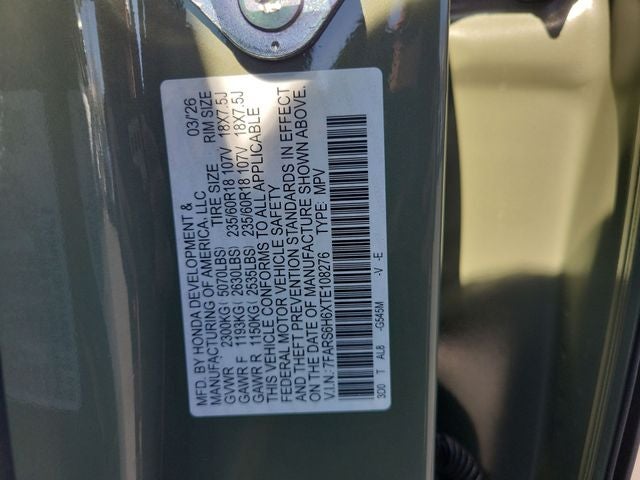 MFD. BY HONDA DEVELOPMENT & 03/'26
MANUFACTURING OF AMERICA, LLC
TIRE SIZE RIM SIZE
GVWR 2300KG( 5070LBS) 235/60R18 107V 18X7.5J
GAWR F 1193KG( 2630LBS) 235/60R18 107V 18X7.5J
GAWR R 1150KG( 2535LBS)
THIS VEHICLE CONFORMS TO ALL APPLICABLE
FEDERAL MOTOR VEHICLE SAFETY
AND THEFT PREVENTION STANDARDS IN EFFECT
ON THE DATE OF MANUFACTURE SHOWN ABOVE.
V.I.N.:7FARS6H6XTE108276 TYPE: MPV
3D0 T ALB -G545M -V -E